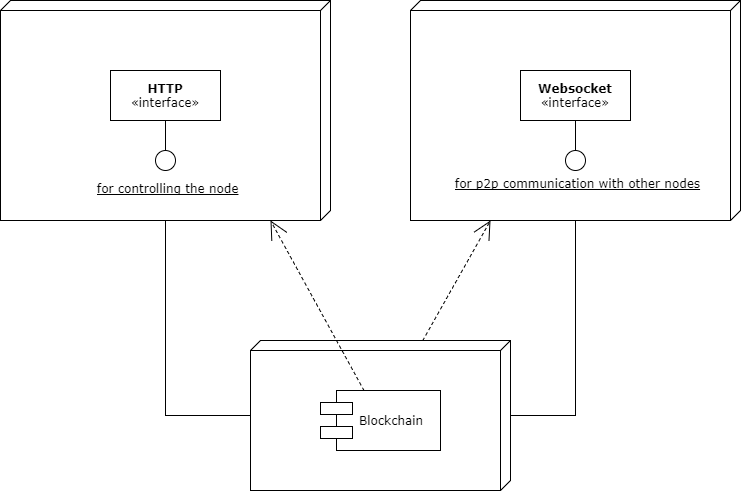 HTTP
«interface»
for controlling the node
Websocket
«interface»
for p2p communication with other nodes
Blockchain